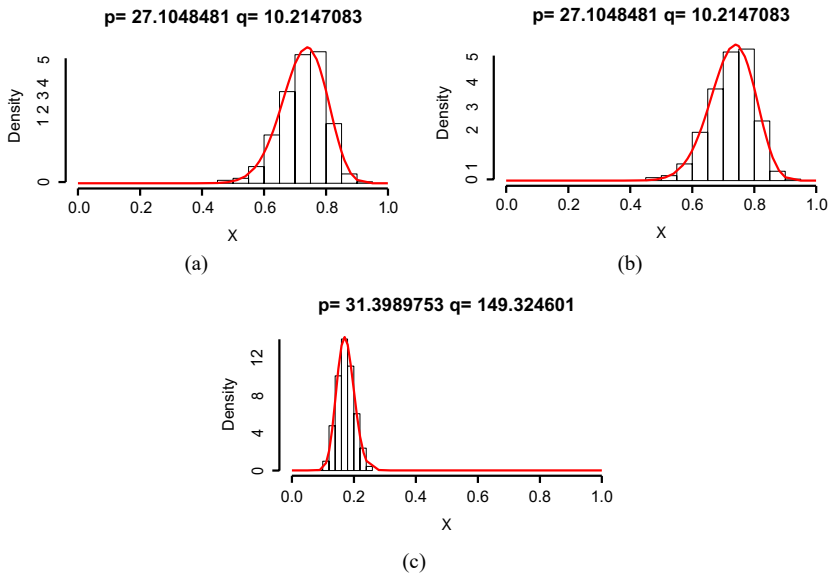 p= 27.1048481 q= 10.2147083
Density
0 1 2 3 4 5
0.0 0.2 0.4 0.6 0.8 1.0
X
(a)
p= 27.1048481 q= 10.2147083
Density
0 1 2 3 4 5
0.0 0.2 0.4 0.6 0.8 1.0
X
(b)
p= 31.3989753 q= 149.324601
Density
0 4 8 12
0.0 0.2 0.4 0.6 0.8 1.0
X
(c)